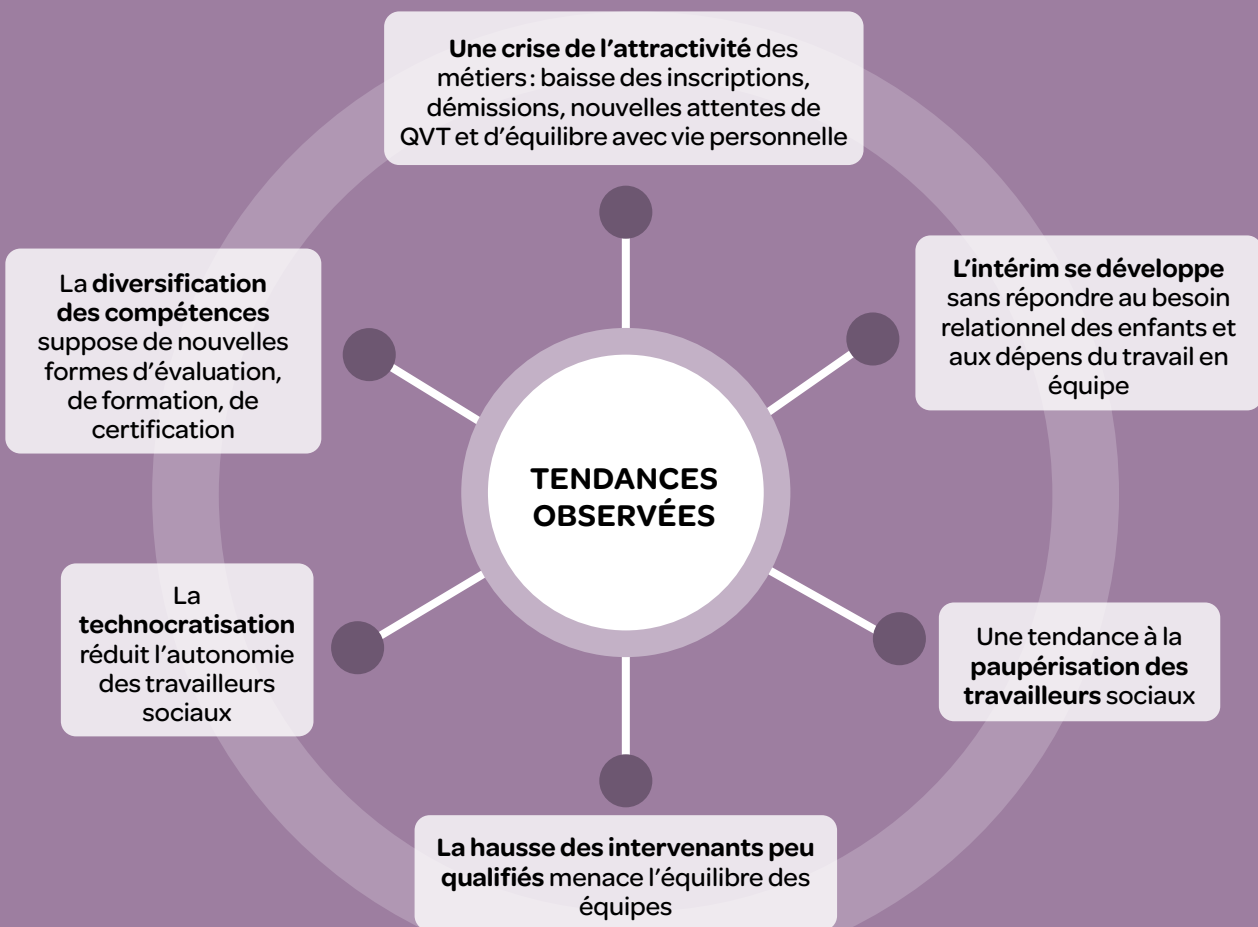 Une crise de l'attractivité des
métiers : baisse des inscriptions,
démissions, nouvelles attentes de
QVT et d'équilibre avec vie personnelle
L'intérim se développe
sans répondre au besoin
relationnel des enfants et
aux dépens du travail en
équipe
La diversification
des compétences
suppose de nouvelles
formes d'évaluation,
de formation, de
certification
TENDANCES
OBSERVÉES
La
technocratisation
réduit l'autonomie
des travailleurs
sociaux
Une tendance à la
paupérisation des
travailleurs sociaux
La hausse des intervenants peu
qualifiés menace l'équilibre des
équipes